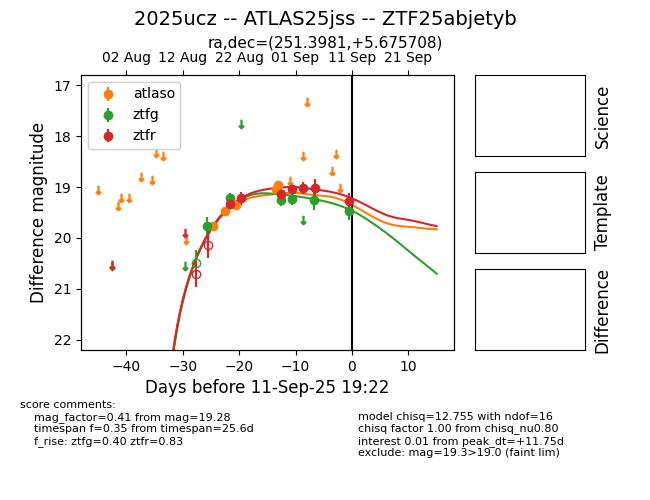 2025ucz -- ATLAS25jss -- ZTF25abjetyb
ra,dec=(251.3981,+5.675708)
02 Aug 12 Aug 22 Aug 01 Sep 11 Sep 21 Sep
atlaso
ztfg
ztfr
17
18
19
20
21
22
Difference magnitude
−40 −30 −20 −10 0 10
Days before 11-Sep-25 19:22
Science
Template
Difference
score comments:
mag_factor=0.41 from mag=19.28
timespan f=0.35 from timespan=25.6d
f_rise: ztfg=0.40 ztfr=0.83
model chisq=12.755 with ndof=16
chisq factor 1.00 from chisq_nu0.80
interest 0.01 from peak_dt=+11.75d
exclude: mag=19.3>19.0 (faint lim)